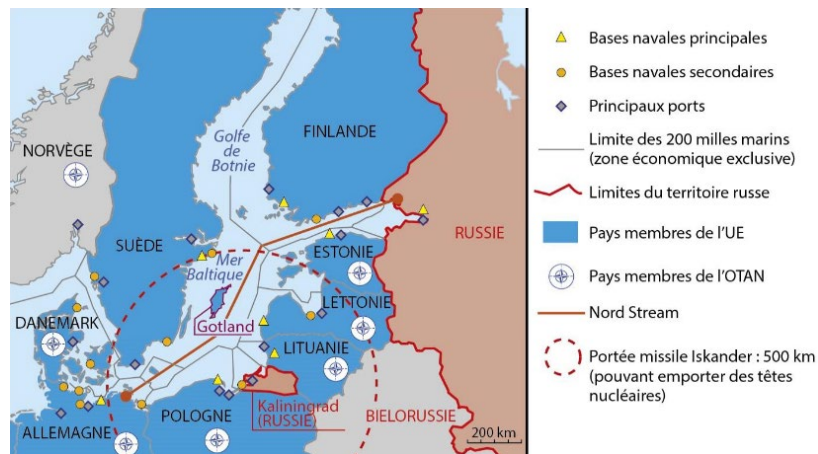 NORVÈGE
SUÈDE
FINLANDE
Golfe
de
Botnie
RUSSIE
ESTONIE
Mer
Baltique
LETTONIE
Gotland
DANEMARK
LITUANIE
Kaliningrad
(RUSSIE)
POLOGNE
ALLEMAGNE
BIELORUSSIE
200 km
Bases navales principales
Bases navales secondaires
Principaux ports
Limite des 200 milles marins
(zone économique exclusive)
Limites du territoire russe
Pays membres de l'UE
Pays membres de l'OTAN
Nord Stream
Portée missile Iskander : 500 km
(pouvant emporter des têtes
nucléaires)